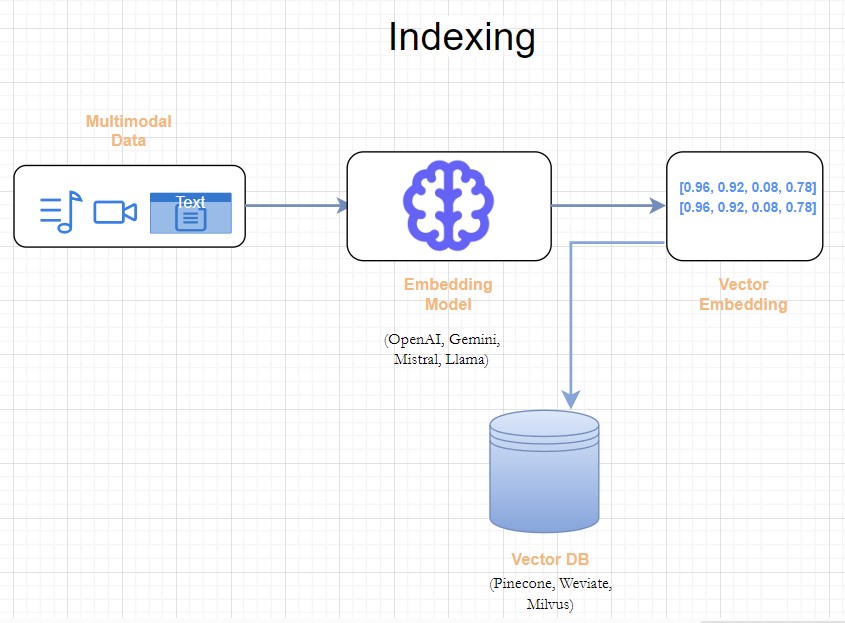 Indexing
Multimodal
Data
Text
[0.96, 0.92, 0.08, 0.78]
[0.96, 0.92, 0.08, 0.78]
Embedding
Model
(OpenAI, Gemini,
Mistral, Llama)
Vector
Embedding
Vector DB
(Pinecone, Weviate,
Milvus)